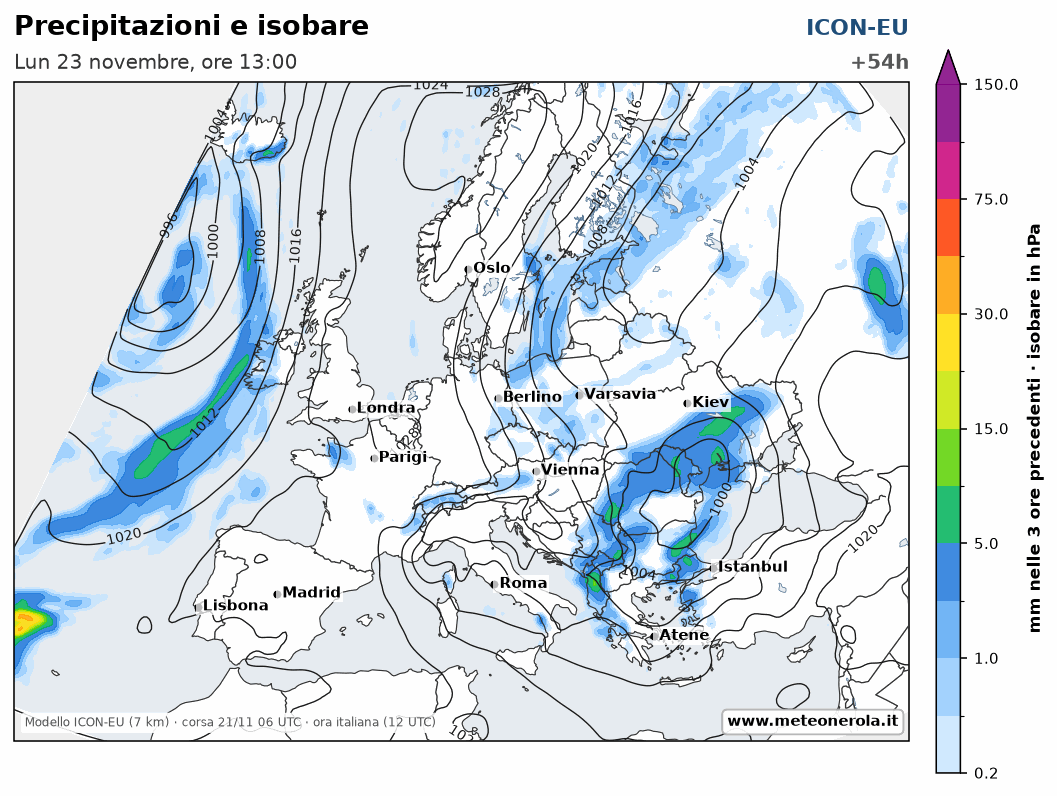 Precipitazioni e isobare
ICON-EU
Lun 23 novembre, ore 13:00
+54h
1024
1028
1004
1016
1020
1004
1012
996
1000
1008
1016
1008
Oslo
Berlino
Varsavia
Kiev
Londra
1012
Parigi
Vienna
1000
1020
1020
1004
Istanbul
Roma
Madrid
Lisbona
Atene
Modello ICON-EU (7 km) · corsa 21/11 06 UTC · ora italiana (12 UTC)
www.meteonerola.it
150.0
75.0
30.0
15.0
5.0
1.0
0.2
mm nelle 3 ore precedenti · isobare in hPa